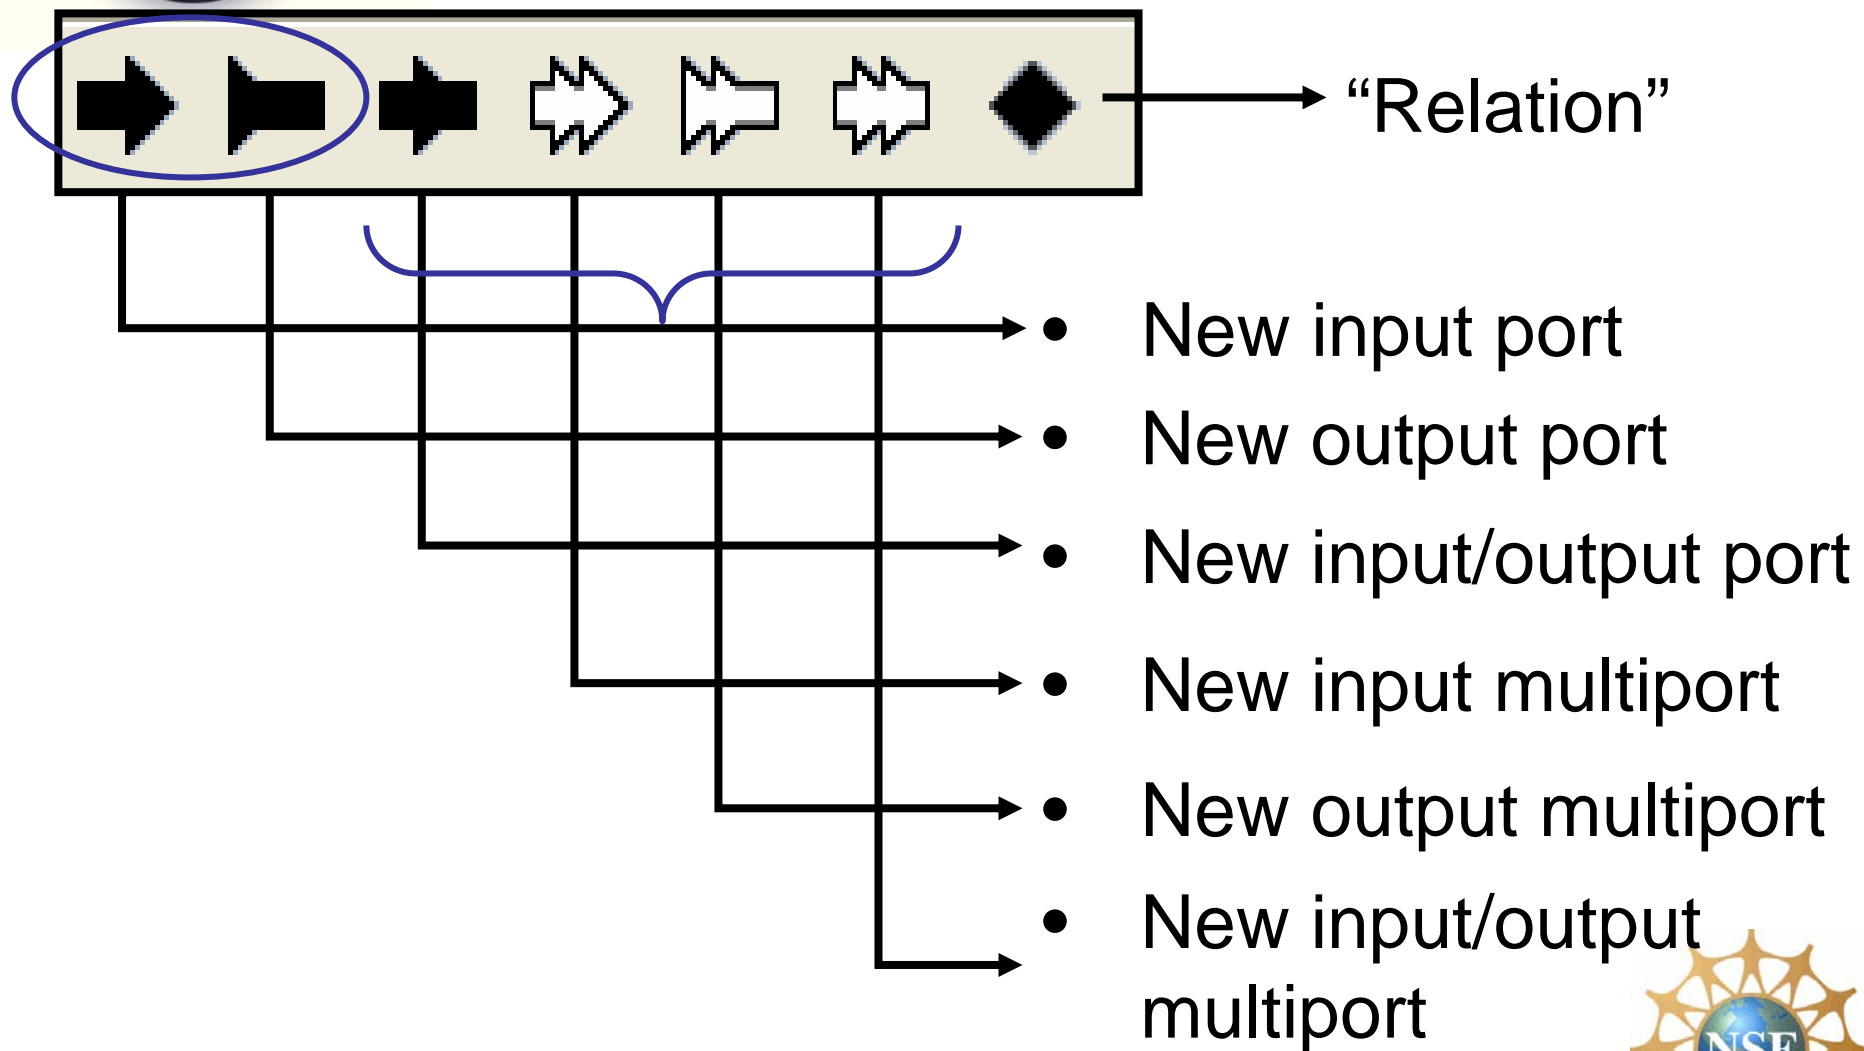 “Relation”
• New input port
• New output port
• New input/output port
• New input multiport
• New output multiport
• New input/output
multiport
NSF